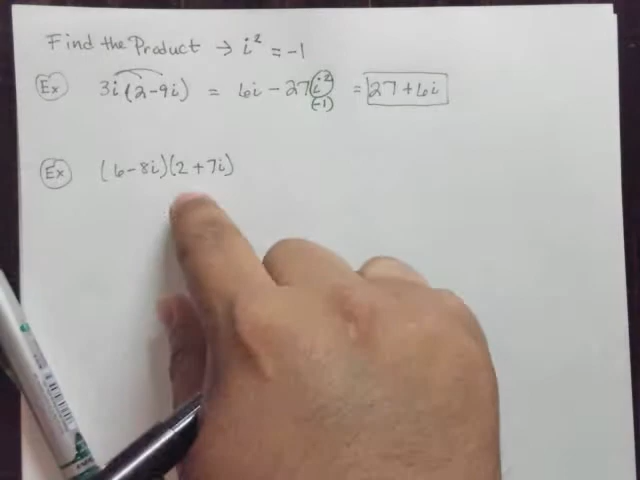 Find the Product → i² = -1
Ex 3i(2-9i) = 6i - 27i² = 27 + 6i
(-1)
Ex (6-8i)(2+7i)